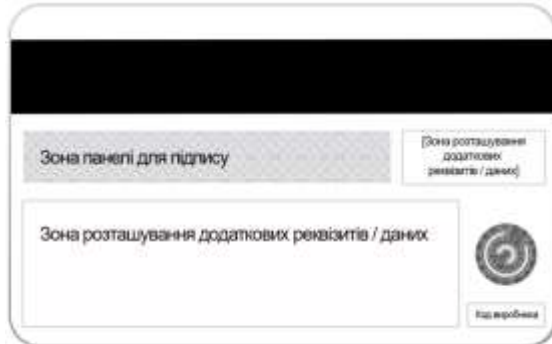 Зона панелі для підпису
[Зона розташування
додаткових
реквізитів / даних]
Зона розташування додаткових реквізитів / даних
Код виробника